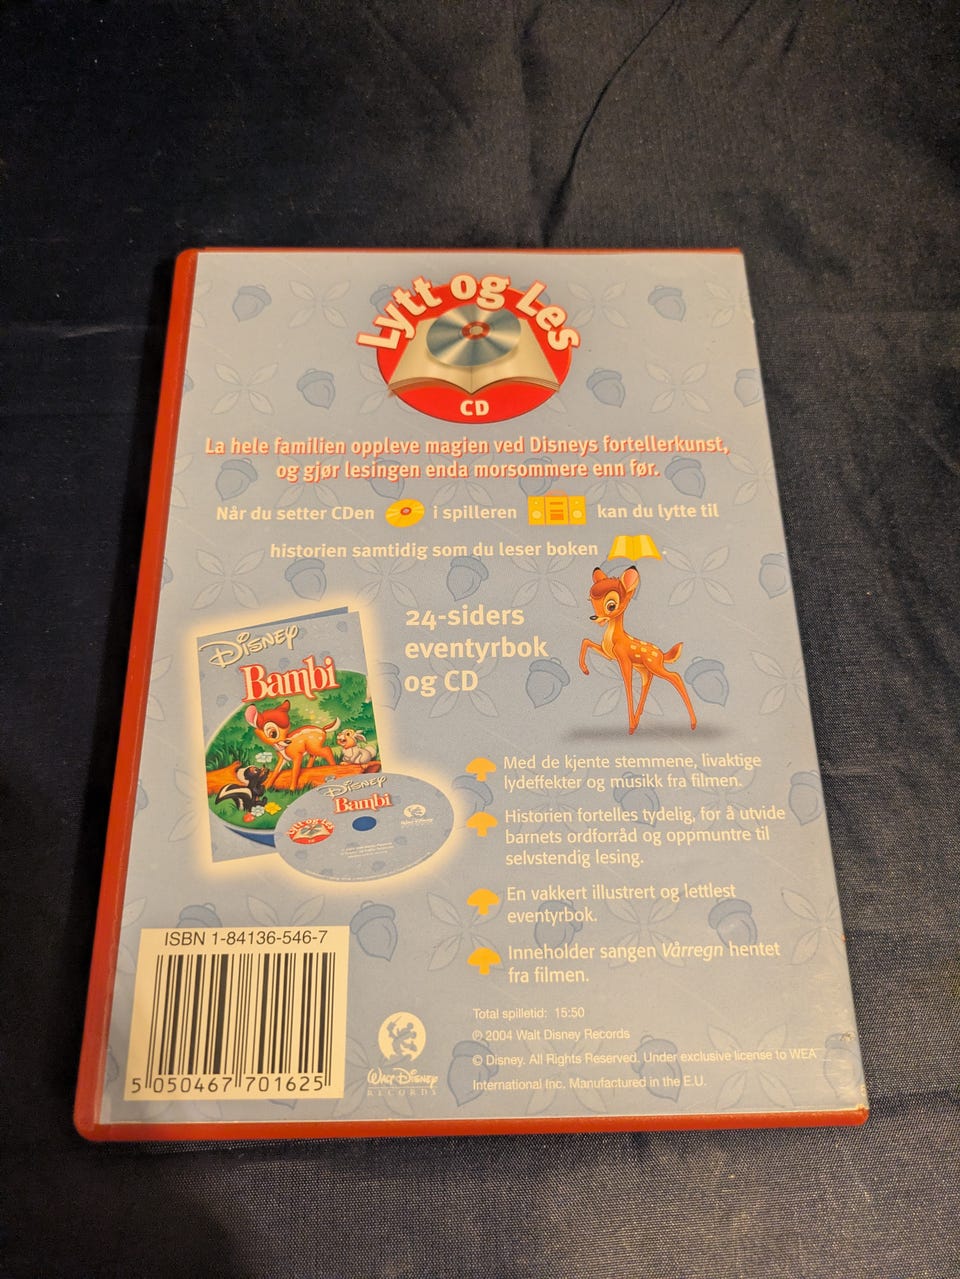 Lytt og Les
CD
La hele familien oppleve magien ved Disneys fortellerkunst,
og gjør lesingen enda morsommere enn før.
Når du setter CDen i spilleren kan du lytte til
historien samtidig som du leser boken .
24-siders
eventyrbok
og CD
Disney
Bambi
Disney
Bambi
Lytt og Les
Med de kjente stemmene, livaktige
lydeffekter og musikk fra filmen.
Historien fortelles tydelig, for å utvide
barnets ordforråd og oppmuntre til
selvstendig lesing.
En vakkert illustrert og lettlest
eventyrbok.
Inneholder sangen Vårregn hentet
fra filmen.
ISBN 1-84136-546-7
5 050467 701625
Walt Disney
RECORDS
Total spilletid: 15:50
℗ 2004 Walt Disney Records
© Disney. All Rights Reserved. Under exclusive license to WEA
International Inc. Manufactured in the E.U.